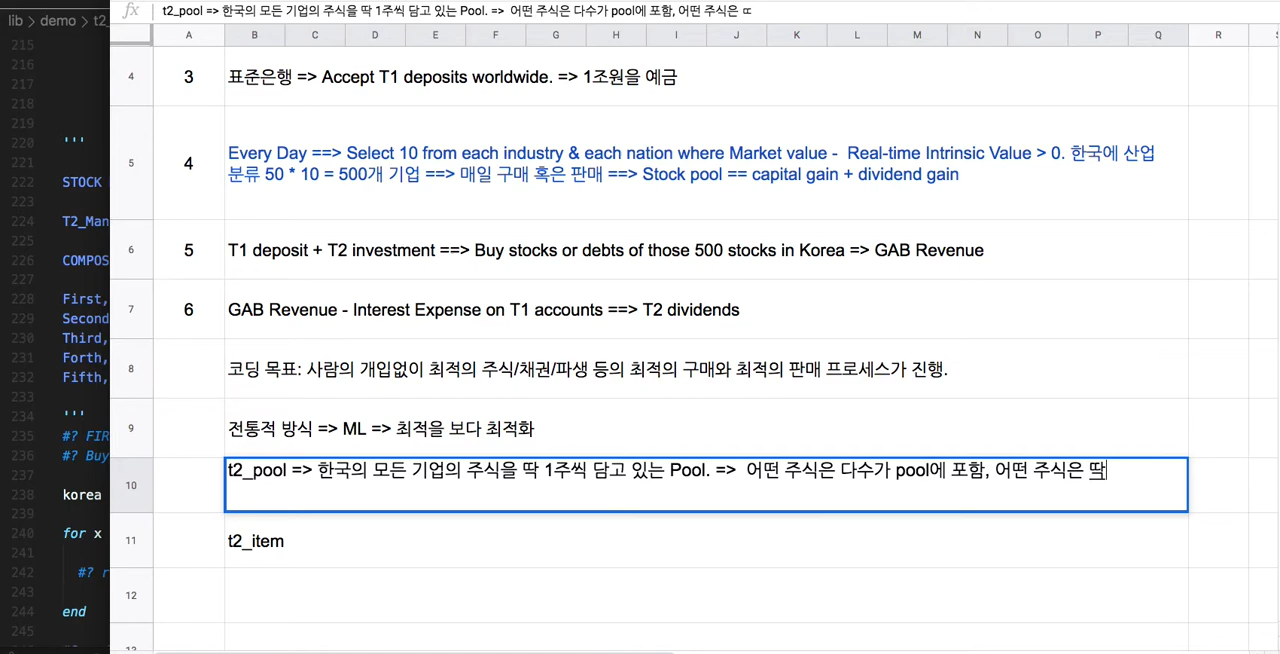 lib > demo > t2_
fx
t2_pool => 한국의 모든 기업의 주식을 딱 1주씩 담고 있는 Pool. => 어떤 주식은 다수가 pool에 포함, 어떤 주식은 ㄸ
A B C D E F G H I J K L M N O P Q R
4 3 표준은행 => Accept T1 deposits worldwide. => 1조원을 예금
5 4 Every Day ==> Select 10 from each industry & each nation where Market value - Real-time Intrinsic Value > 0. 한국에 산업
분류 50 * 10 = 500개 기업 ==> 매일 구매 혹은 판매 ==> Stock pool == capital gain + dividend gain
6 5 T1 deposit + T2 investment ==> Buy stocks or debts of those 500 stocks in Korea => GAB Revenue
7 6 GAB Revenue - Interest Expense on T1 accounts ==> T2 dividends
8 코딩 목표: 사람의 개입없이 최적의 주식/채권/파생 등의 최적의 구매와 최적의 판매 프로세스가 진행.
9 전통적 방식 => ML => 최적을 보다 최적화
10 t2_pool => 한국의 모든 기업의 주식을 딱 1주씩 담고 있는 Pool. => 어떤 주식은 다수가 pool에 포함, 어떤 주식은 딱
11 t2_item
12
13
215
216
217
218
219
220 '''
221
222 STOCK
223
224 T2_Man
225
226 COMPOS
227
228 First,
229 Second
230 Third,
231 Forth,
232 Fifth,
233
234 '''
235 #? FIR
236 #? Buy
237
238 korea
239
240 for x
241
242 #? r
243
244 end
245